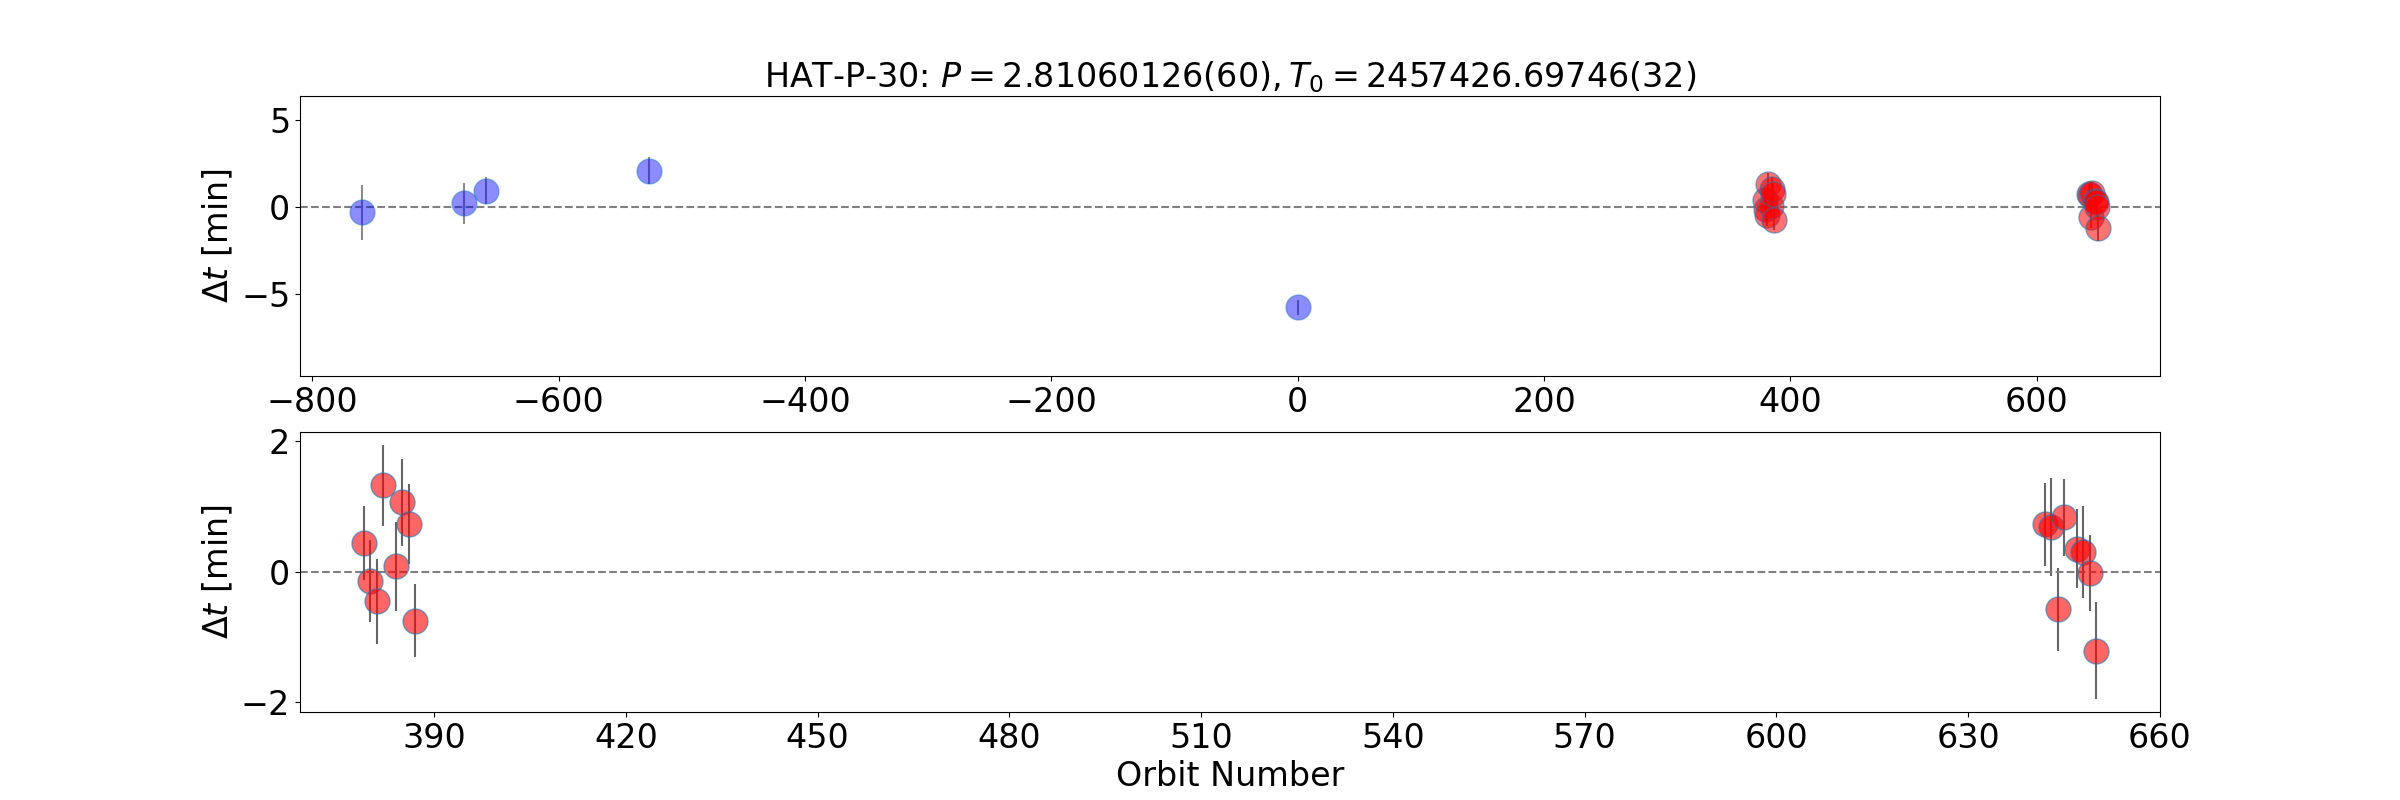 HAT-P-30: P = 2.81060126(60), T₀ = 2457426.69746(32)
Δt [min]
5
0
−5
−800 −600 −400 −200 0 200 400 600
Δt [min]
2
0
−2
390 420 450 480 510 540 570 600 630 660
Orbit Number